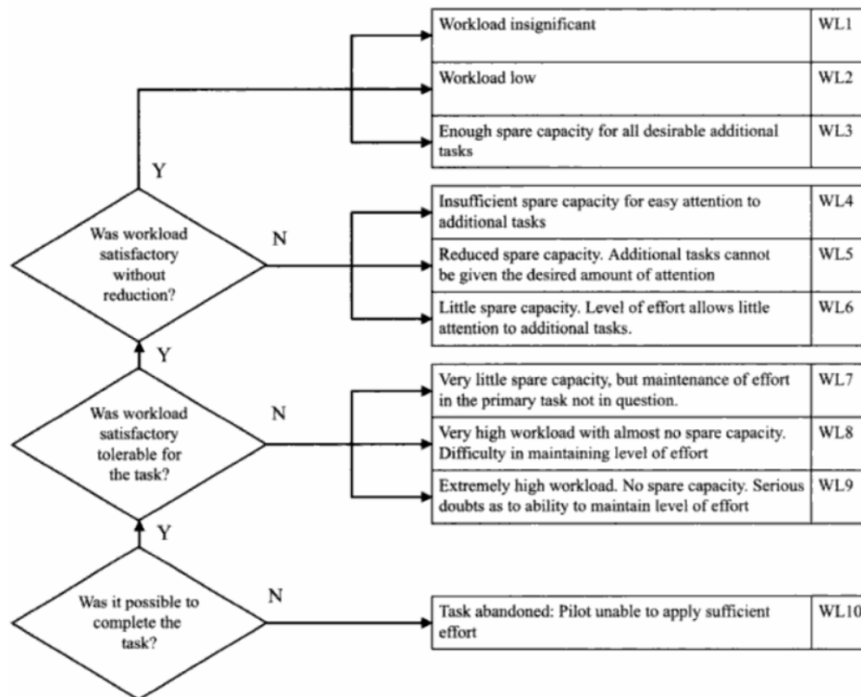 Workload insignificant WL1
Workload low WL2
Enough spare capacity for all desirable additional WL3
tasks
Y
Insufficient spare capacity for easy attention to WL4
additional tasks
Was workload
satisfactory
without
reduction?
N
Reduced spare capacity. Additional tasks cannot WL5
be given the desired amount of attention
Little spare capacity. Level of effort allows little WL6
attention to additional tasks.
Y
Very little spare capacity, but maintenance of effort WL7
in the primary task not in question.
Was workload
satisfactory
tolerable for
the task?
N
Very high workload with almost no spare capacity. WL8
Difficulty in maintaining level of effort
Extremely high workload. No spare capacity. Serious WL9
doubts as to ability to maintain level of effort
Y
Was it possible to
complete the
task?
N
Task abandoned: Pilot unable to apply sufficient WL10
effort